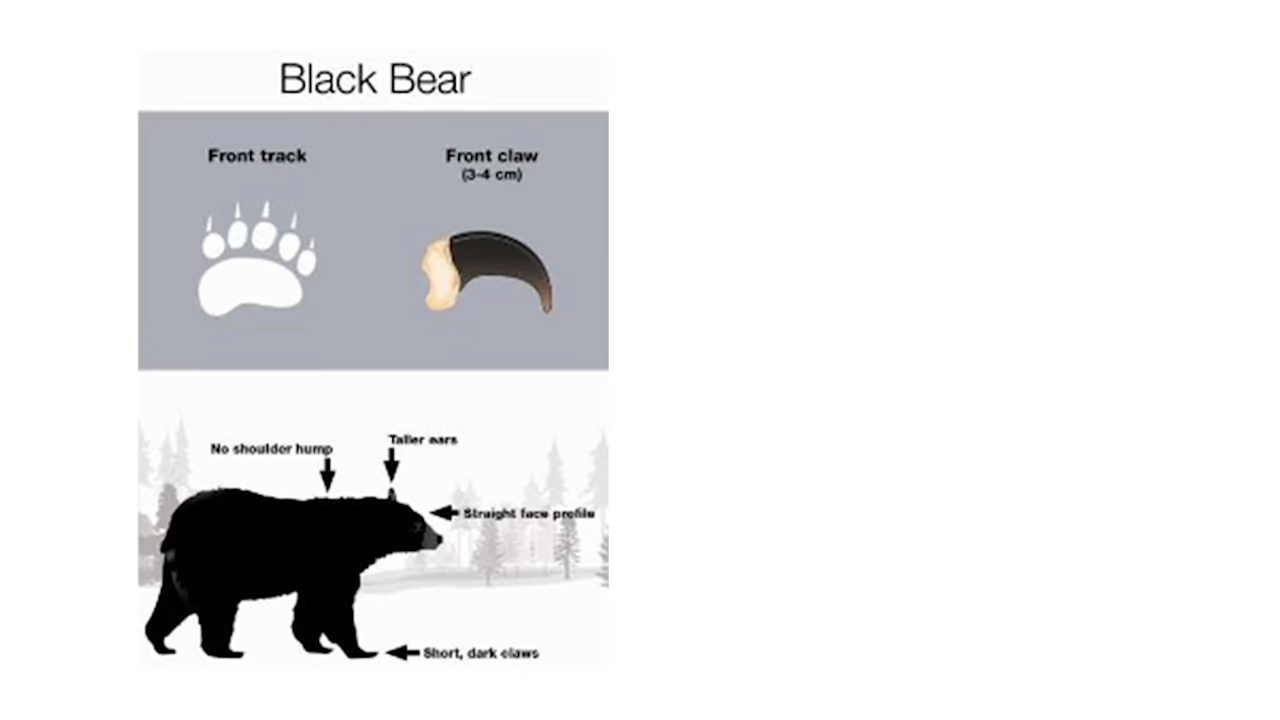 Black Bear
Front track
Front claw
(3-4 cm)
No shoulder hump
Taller ears
Straight face profile
Short, dark claws